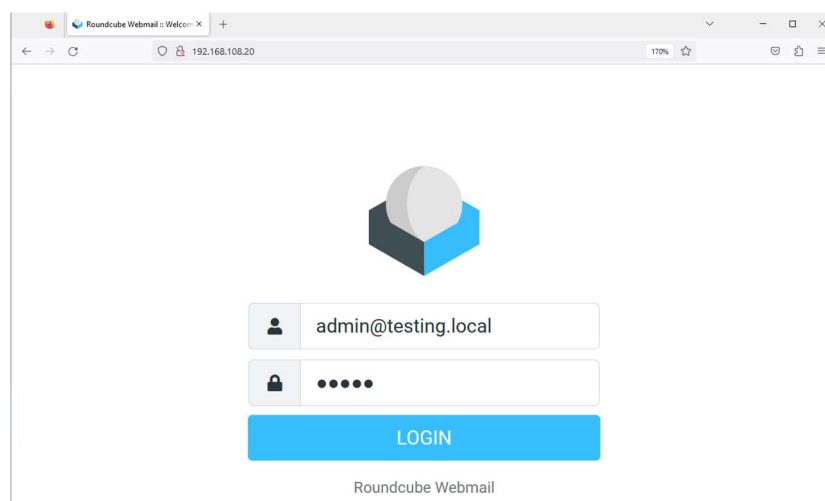 Roundcube Webmail :: Welcom
192.168.108.20
170%
admin@testing.local
•••••
LOGIN
Roundcube Webmail